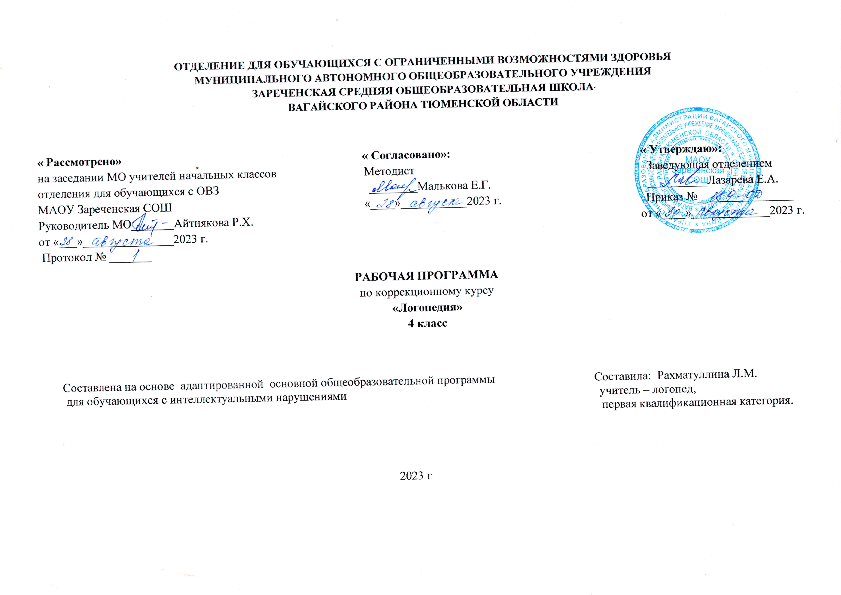 ОТДЕЛЕНИЕ ДЛЯ ОБУЧАЮЩИХСЯ С ОГРАНИЧЕННЫМИ ВОЗМОЖНОСТЯМИ ЗДОРОВЬЯ
МУНИЦИПАЛЬНОГО АВТОНОМНОГО ОБЩЕОБРАЗОВАТЕЛЬНОГО УЧРЕЖДЕНИЯ
ЗАРЕЧЕНСКАЯ СРЕДНЯЯ ОБЩЕОБРАЗОВАТЕЛЬНАЯ ШКОЛА
ВАГАЙСКОГО РАЙОНА ТЮМЕНСКОЙ ОБЛАСТИ
« Рассмотрено»
на заседании МО учителей начальных классов
отделения для обучающихся с ОВЗ
МАОУ Зареченская СОШ
Руководитель МО Айтнякова Р.Х.
от «28» августа 2023 г.
Протокол № 1
« Согласовано»:
Методист
Малькова Е.Г.
«28» августа 2023 г.
« Утверждаю»:
Заведующая отделением
Лазарева Е.А.
Приказ №
от « » августа 2023 г.
РАБОЧАЯ ПРОГРАММА
по коррекционному курсу
«Логопедия»
4 класс
Составлена на основе адаптированной основной общеобразовательной программы
для обучающихся с интеллектуальными нарушениями
Составила: Рахматуллина Л.М.
учитель – логопед,
первая квалификационная категория.
2023 г